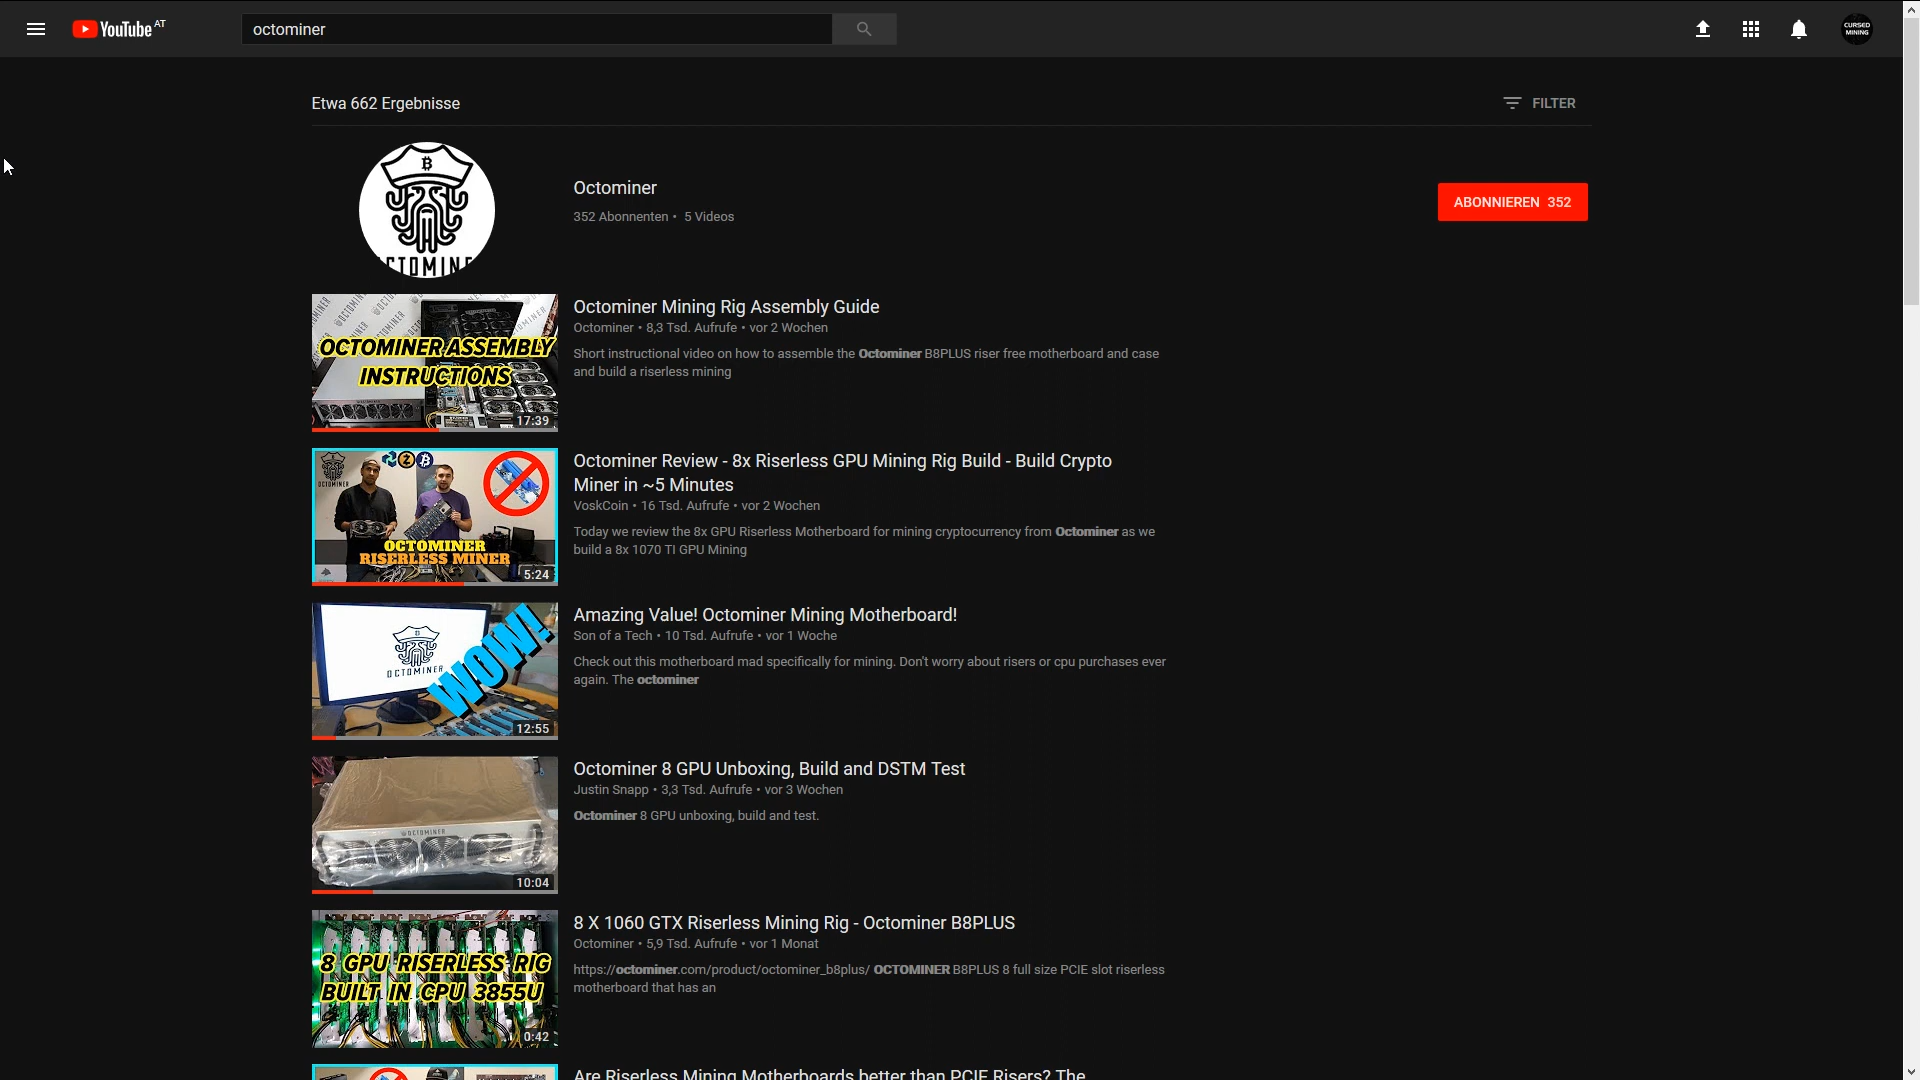 YouTube AT
octominer
CURSED
MINING
Etwa 662 Ergebnisse
FILTER
Octominer
352 Abonnenten • 5 Videos
ABONNIEREN 352
Octominer Mining Rig Assembly Guide
Octominer • 8,3 Tsd. Aufrufe • vor 2 Wochen
Short instructional video on how to assemble the Octominer B8PLUS riser free motherboard and case
and build a riserless mining
OCTOMINER ASSEMBLY
INSTRUCTIONS
17:39
Octominer Review - 8x Riserless GPU Mining Rig Build - Build Crypto
Miner in ~5 Minutes
VoskCoin • 16 Tsd. Aufrufe • vor 2 Wochen
Today we review the 8x GPU Riserless Motherboard for mining cryptocurrency from Octominer as we
build a 8x 1070 TI GPU Mining
OCTOMINER
OCTOMINER
RISERLESS MINER
5:24
Amazing Value! Octominer Mining Motherboard!
Son of a Tech • 10 Tsd. Aufrufe • vor 1 Woche
Check out this motherboard mad specifically for mining. Don't worry about risers or cpu purchases ever
again. The octominer
OCTOMINER
WOW!
12:55
Octominer 8 GPU Unboxing, Build and DSTM Test
Justin Snapp • 3,3 Tsd. Aufrufe • vor 3 Wochen
Octominer 8 GPU unboxing, build and test.
OCTOMINER
10:04
8 X 1060 GTX Riserless Mining Rig - Octominer B8PLUS
Octominer • 5,9 Tsd. Aufrufe • vor 1 Monat
https://octominer.com/product/octominer_b8plus/ OCTOMINER B8PLUS 8 full size PCIE slot riserless
motherboard that has an
8 GPU RISERLESS RIG
BUILT IN CPU 3855U
0:42
Are Riserless Mining Motherboards better than PCIE Risers? The